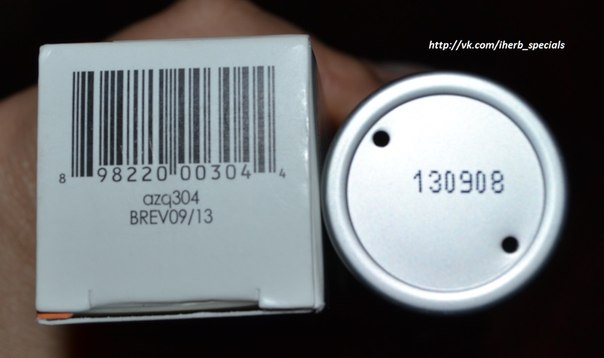 http://vk.com/iherb_specials
8 98220 00304 4
azq304
BREV09/13
130908